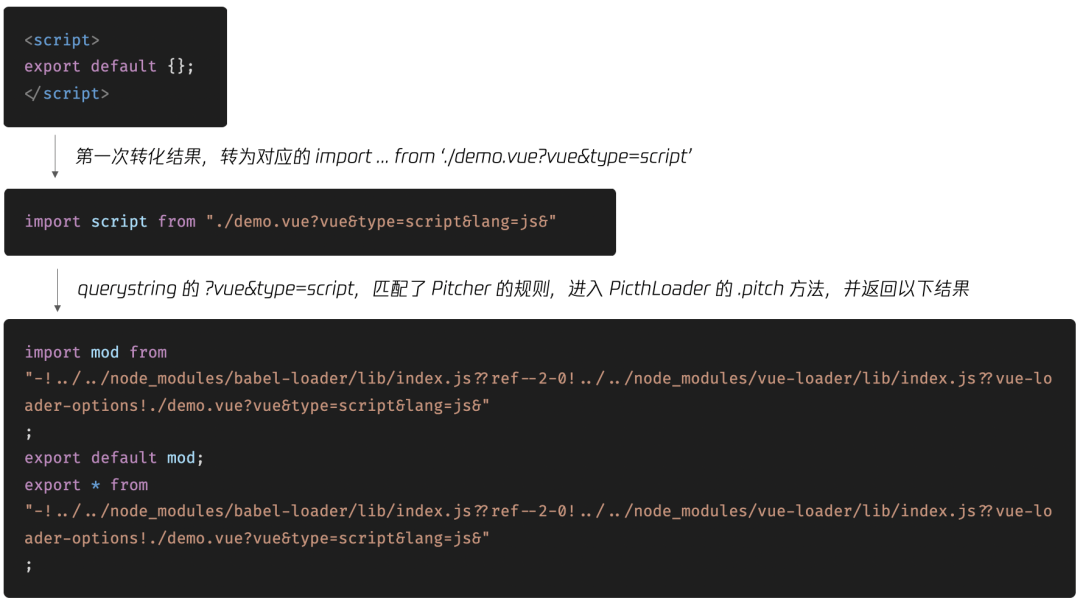 <script>
export default {};
</script>
第一次转化结果，转为对应的 import ... from ‘./demo.vue?vue&type=script’
import script from "./demo.vue?vue&type=script&lang=js&"
querystring 的 ?vue&type=script，匹配了 Pitcher 的规则，进入 PicthLoader 的 .pitch 方法，并返回以下结果
import mod from
"-!../../node_modules/babel-loader/lib/index.js??ref--2-0!../../node_modules/vue-loader/lib/index.js??vue-lo
ader-options!./demo.vue?vue&type=script&lang=js&"
;
export default mod;
export * from
"-!../../node_modules/babel-loader/lib/index.js??ref--2-0!../../node_modules/vue-loader/lib/index.js??vue-lo
ader-options!./demo.vue?vue&type=script&lang=js&"
;